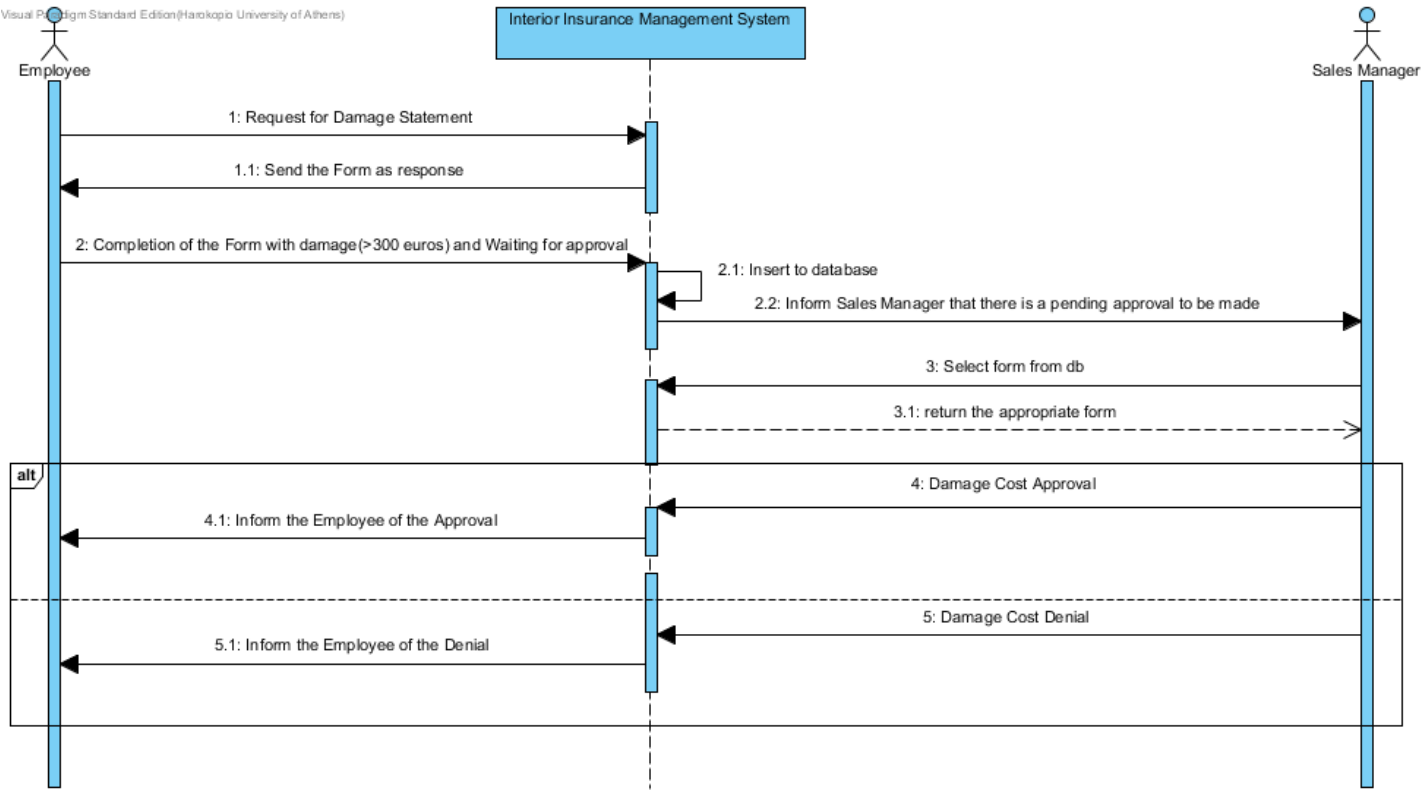 Visual Paradigm Standard Edition(Harokopio University of Athens)
Interior Insurance Management System
Employee
Sales Manager
1: Request for Damage Statement
1.1: Send the Form as response
2: Completion of the Form with damage(>300 euros) and Waiting for approval
2.1: Insert to database
2.2: Inform Sales Manager that there is a pending approval to be made
3: Select form from db
3.1: return the appropriate form
alt
4: Damage Cost Approval
4.1: Inform the Employee of the Approval
5: Damage Cost Denial
5.1: Inform the Employee of the Denial